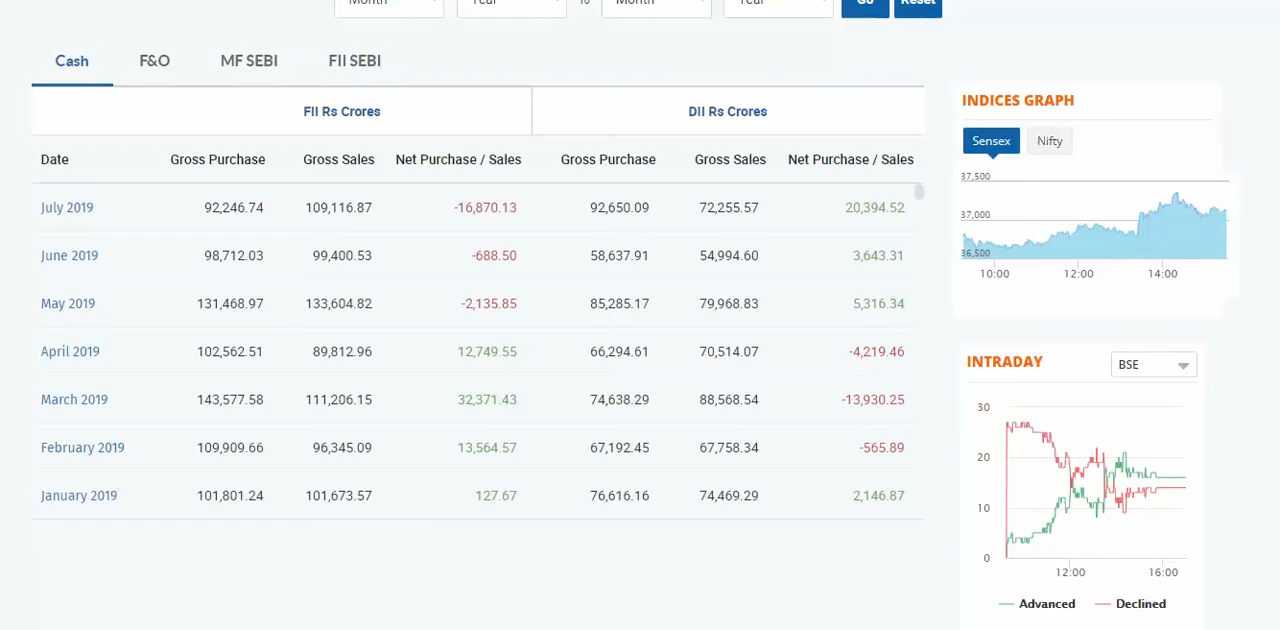 Month Year to Month Year Go Reset
Cash F&O MF SEBI FII SEBI
FII Rs Crores DII Rs Crores
Date Gross Purchase Gross Sales Net Purchase / Sales Gross Purchase Gross Sales Net Purchase / Sales
July 2019 92,246.74 109,116.87 -16,870.13 92,650.09 72,255.57 20,394.52
June 2019 98,712.03 99,400.53 -688.50 58,637.91 54,994.60 3,643.31
May 2019 131,468.97 133,604.82 -2,135.85 85,285.17 79,968.83 5,316.34
April 2019 102,562.51 89,812.96 12,749.55 66,294.61 70,514.07 -4,219.46
March 2019 143,577.58 111,206.15 32,371.43 74,638.29 88,568.54 -13,930.25
February 2019 109,909.66 96,345.09 13,564.57 67,192.45 67,758.34 -565.89
January 2019 101,801.24 101,673.57 127.67 76,616.16 74,469.29 2,146.87
INDICES GRAPH
Sensex Nifty
37,500
37,000
36,500
10:00 12:00 14:00
INTRADAY BSE
30
20
10
0
12:00 16:00
Advanced Declined